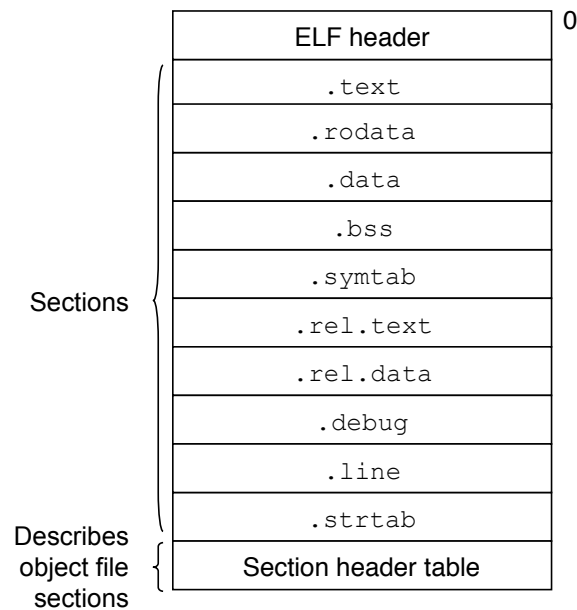 0
ELF header
.text
.rodata
.data
.bss
.symtab
Sections
.rel.text
.rel.data
.debug
.line
.strtab
Describes
object file
sections
Section header table